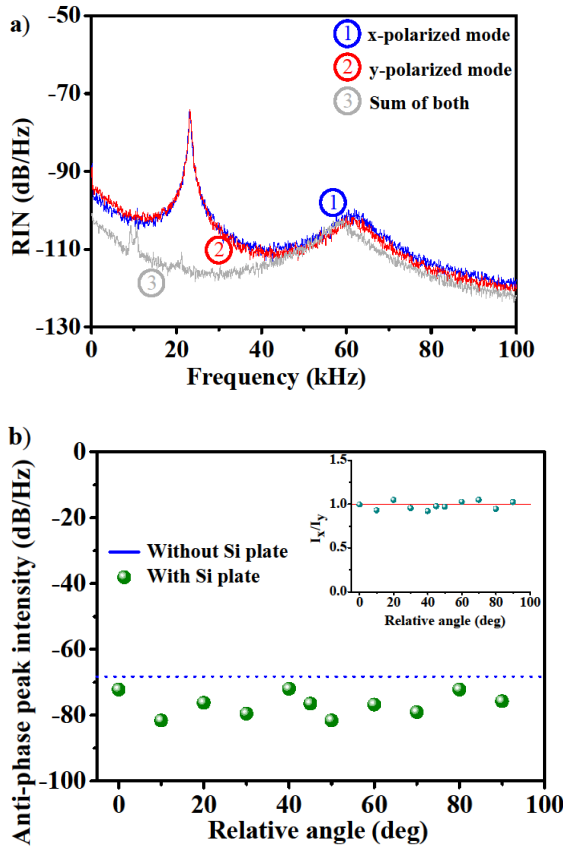 a)
-50
-70
-90
-110
-130
RIN (dB/Hz)
1 x-polarized mode
2 y-polarized mode
3 Sum of both
1
2
3
0 20 40 60 80 100
Frequency (kHz)
b)
0
-20
-40
-60
-80
-100
Anti-phase peak intensity (dB/Hz)
Without Si plate
With Si plate
1.5
1.0
0.5
0.0
Ix/Iy
0 20 40 60 80 100
Relative angle (deg)
0 20 40 60 80 100
Relative angle (deg)